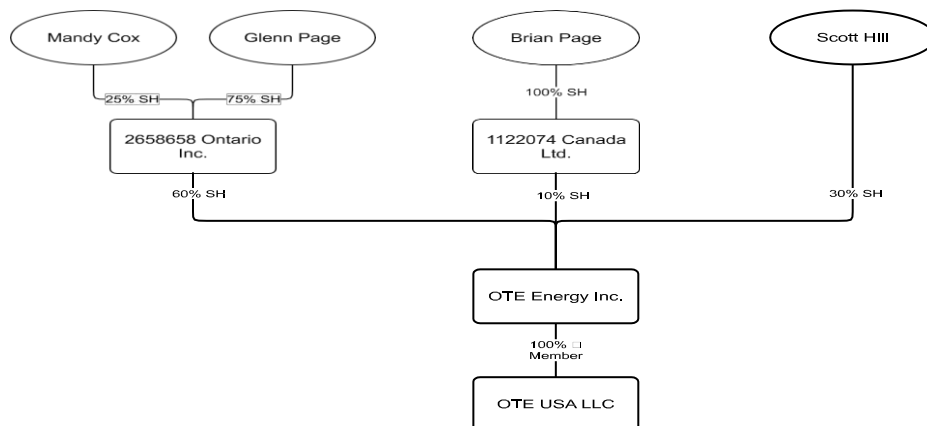 Mandy Cox
Glenn Page
Brian Page
Scott HIll
25% SH
75% SH
100% SH
2658658 Ontario
Inc.
1122074 Canada
Ltd.
60% SH
10% SH
30% SH
OTE Energy Inc.
100% □
Member
OTE USA LLC